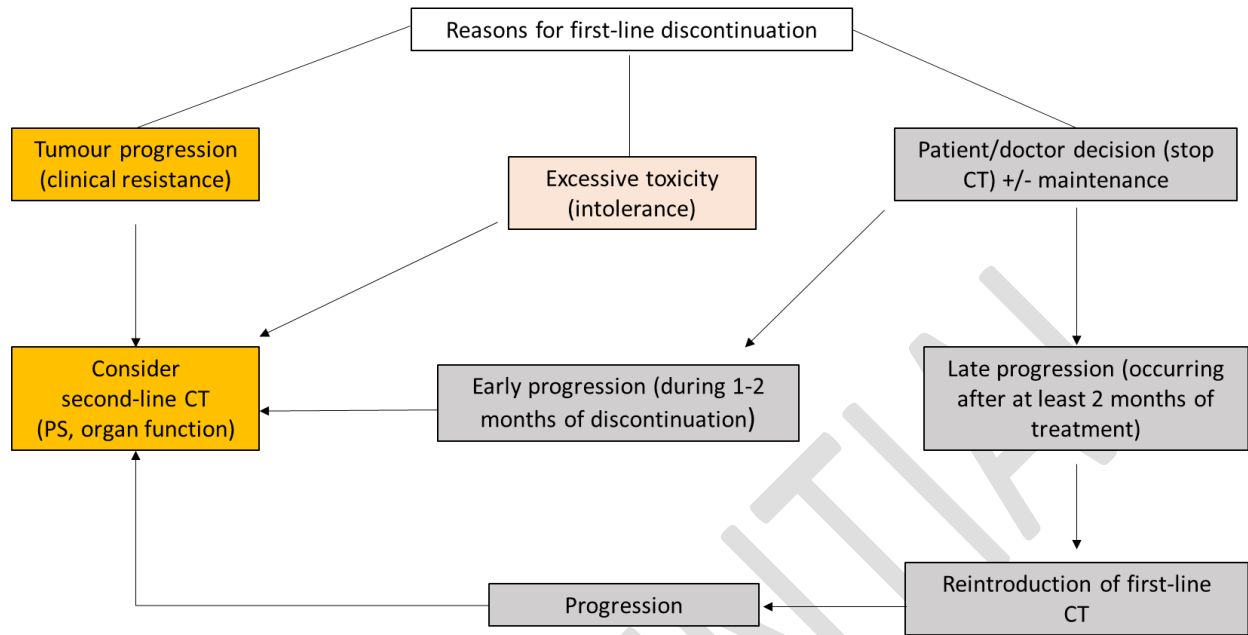 Reasons for first-line discontinuation
Tumour progression
(clinical resistance)
Excessive toxicity
(intolerance)
Patient/doctor decision (stop
CT) +/- maintenance
Consider
second-line CT
(PS, organ function)
Early progression (during 1-2
months of discontinuation)
Late progression (occurring
after at least 2 months of
treatment)
Progression
Reintroduction of first-line
CT
NTIAL